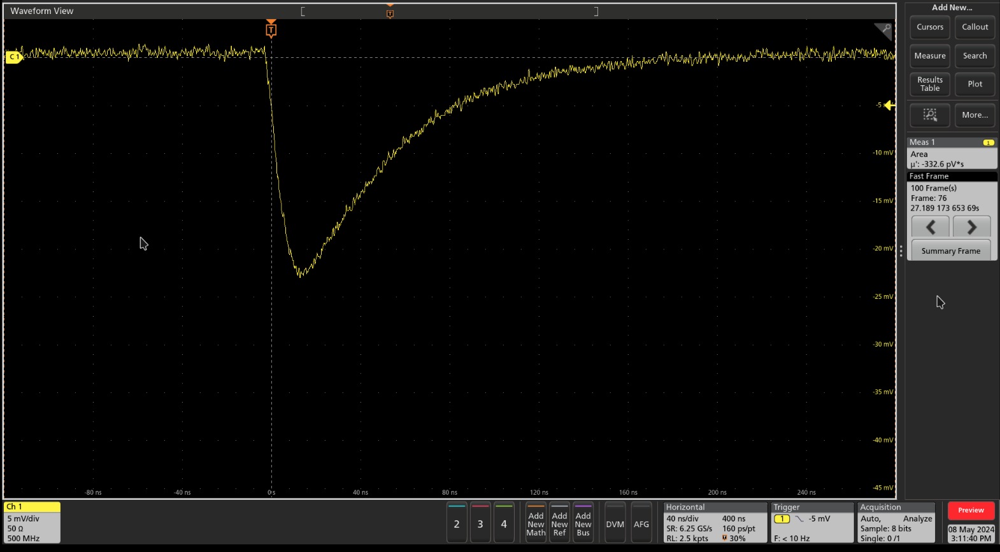 Waveform View
Add New...
T
T
Cursors
Callout
C 1
Measure
Search
Results
Table
Plot
-5
More...
Meas 1
1
Area
µ': -332.6 pV*s
-10 mV
Fast Frame
100 Frame(s)
Frame: 76
27.189 173 653 69s
-15 mV
-20 mV
Summary Frame
-25 mV
-30 mV
-35 mV
-40 mV
-45 mV
-80 ns
-40 ns
0 s
40 ns
80 ns
120 ns
160 ns
200 ns
240 ns
Ch 1
5 mV/div
50 Ω
500 MHz
2
3
4
Add
New
Math
Add
New
Ref
Add
New
Bus
DVM
AFG
Horizontal
40 ns/div 400 ns
SR: 6.25 GS/s 160 ps/pt
RL: 2.5 kpts T 30%
Trigger
1 -5 mV
F: < 10 Hz
Acquisition
Auto, Analyze
Sample: 8 bits
Single: 0 /1
Preview
08 May 2024
3:11:40 PM